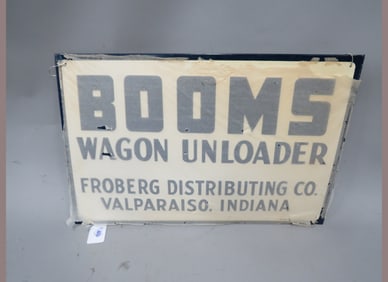 BOOMS
WAGON UNLOADER
FROBERG DISTRIBUTING CO.
VALPARAISO, INDIANA